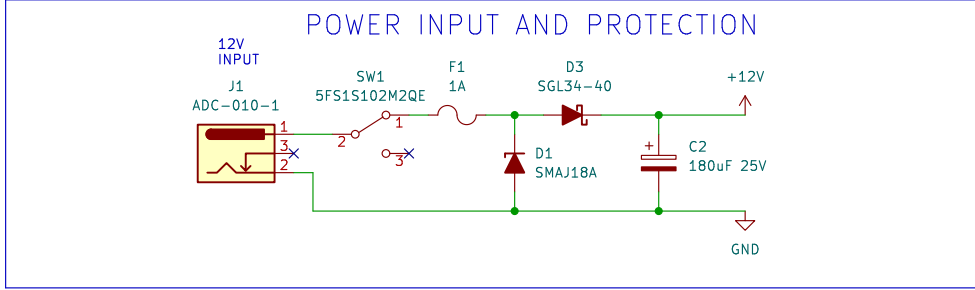 POWER INPUT AND PROTECTION
12V
INPUT
J1
ADC-010-1
1
3
2
SW1
5FS1S102M2QE
1
2
3
F1
1A
D3
SGL34-40
+12V
D1
SMAJ18A
+
C2
180uF 25V
GND